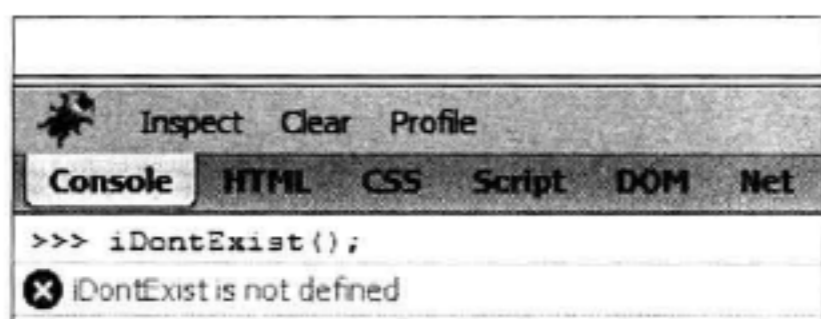 Inspect Clear Profile
Console HTML CSS Script DOM Net
>>> iDontExist();
iDontExist is not defined